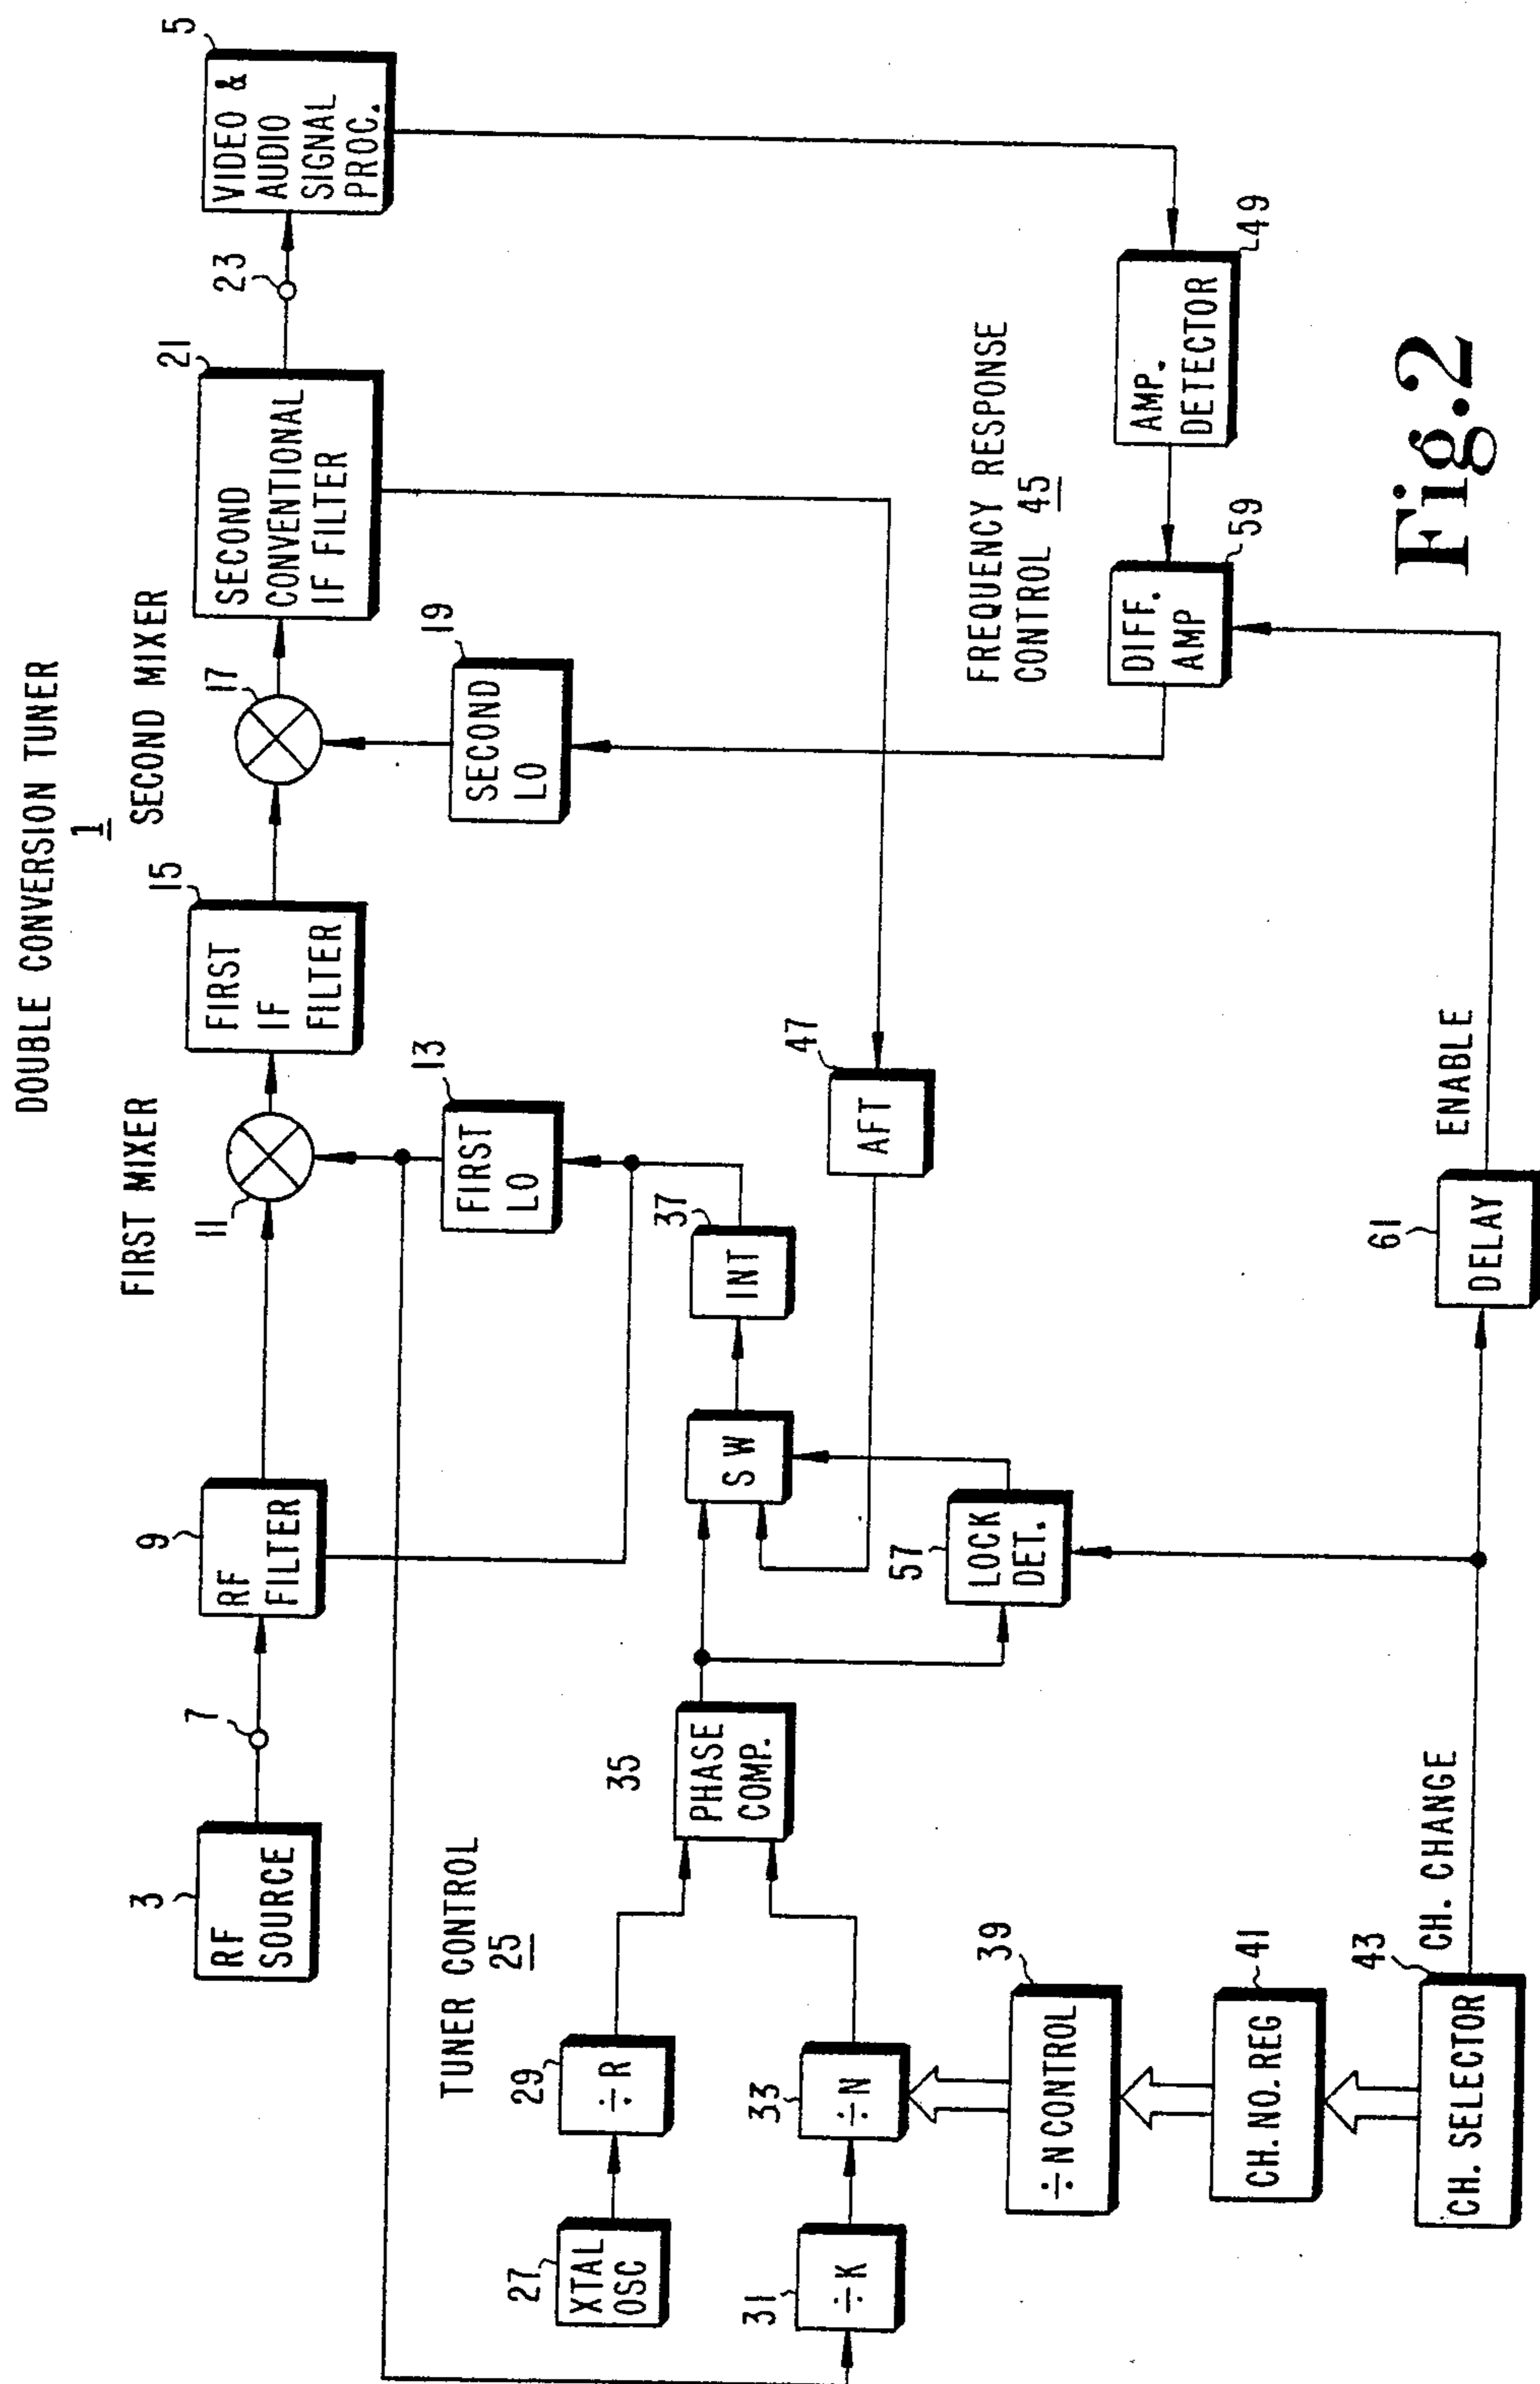 DOUBLE CONVERSION TUNER
1
FIRST MIXER
SECOND MIXER
3
RF
SOURCE
7
9
RF
FILTER
11
15
FIRST
IF
FILTER
17
21
SECOND
CONVENTIONAL
IF FILTER
23
5
VIDEO &
AUDIO
SIGNAL
PROC.
13
FIRST
LO
19
SECOND
LO
TUNER CONTROL
25
27
XTAL
OSC
29
÷R
35
PHASE
COMP.
SW
37
INT
47
AFT
31
÷K
33
÷N
57
LOCK
DET.
39
÷N CONTROL
41
CH. NO. REG
43
CH. SELECTOR
CH. CHANGE
61
DELAY
ENABLE
FREQUENCY RESPONSE
CONTROL 45
59
DIFF.
AMP
49
AMP.
DETECTOR
Fig.2